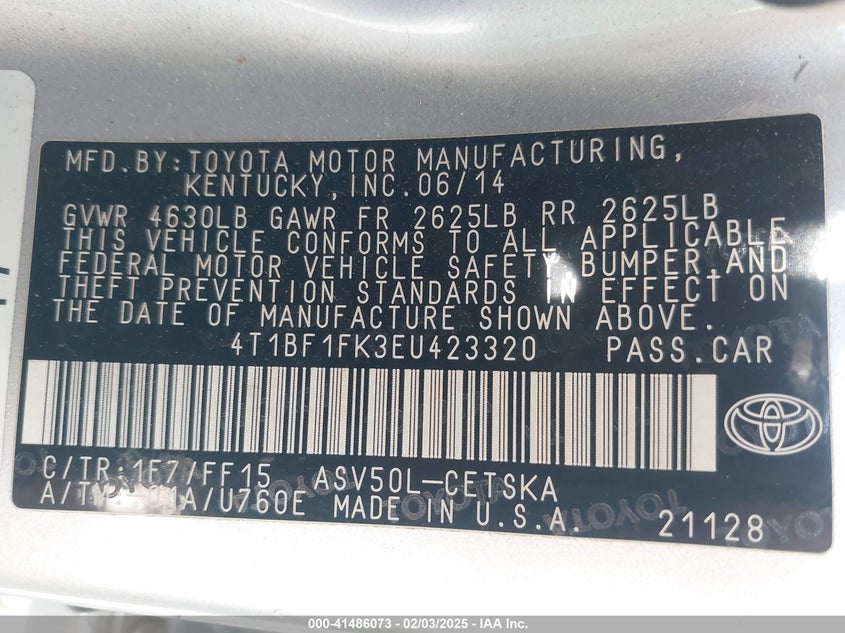 MFD.BY:TOYOTA MOTOR MANUFACTURING,
KENTUCKY,INC.06/14
GVWR 4630LB GAWR FR 2625LB RR 2625LB
THIS VEHICLE CONFORMS TO ALL APPLICABLE
FEDERAL MOTOR VEHICLE SAFETY,BUMPER,AND
THEFT PREVENTION STANDARDS IN EFFECT ON
THE DATE OF MANUFACTURE SHOWN ABOVE.
4T1BF1FK3EU423320 PASS.CAR
C/TR:1F7/FF15 ASV50L-CETSKA
/U760E MADE IN U.S.A. 21128
TOYOTA
000-41486073 — 02/03/2025 — IAA Inc.